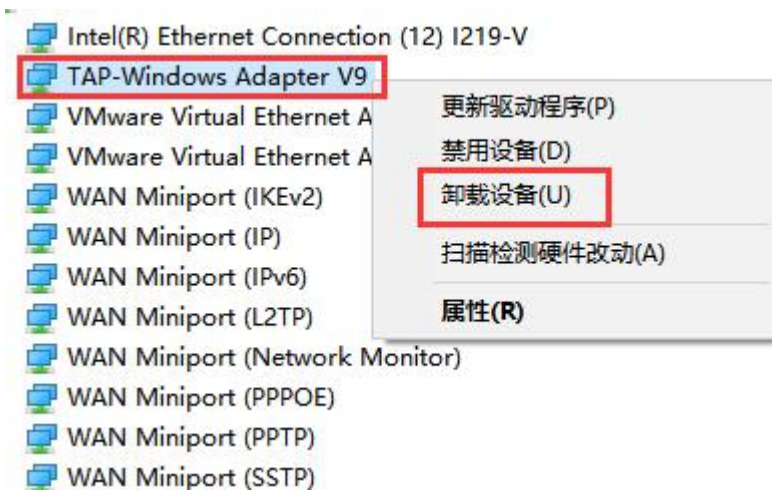 Intel(R) Ethernet Connection (12) I219-V
TAP-Windows Adapter V9
VMware Virtual Ethernet A
VMware Virtual Ethernet A
WAN Miniport (IKEv2)
WAN Miniport (IP)
WAN Miniport (IPv6)
WAN Miniport (L2TP)
WAN Miniport (Network Monitor)
WAN Miniport (PPPOE)
WAN Miniport (PPTP)
WAN Miniport (SSTP)
更新驱动程序(P)
禁用设备(D)
卸载设备(U)
扫描检测硬件改动(A)
属性(R)